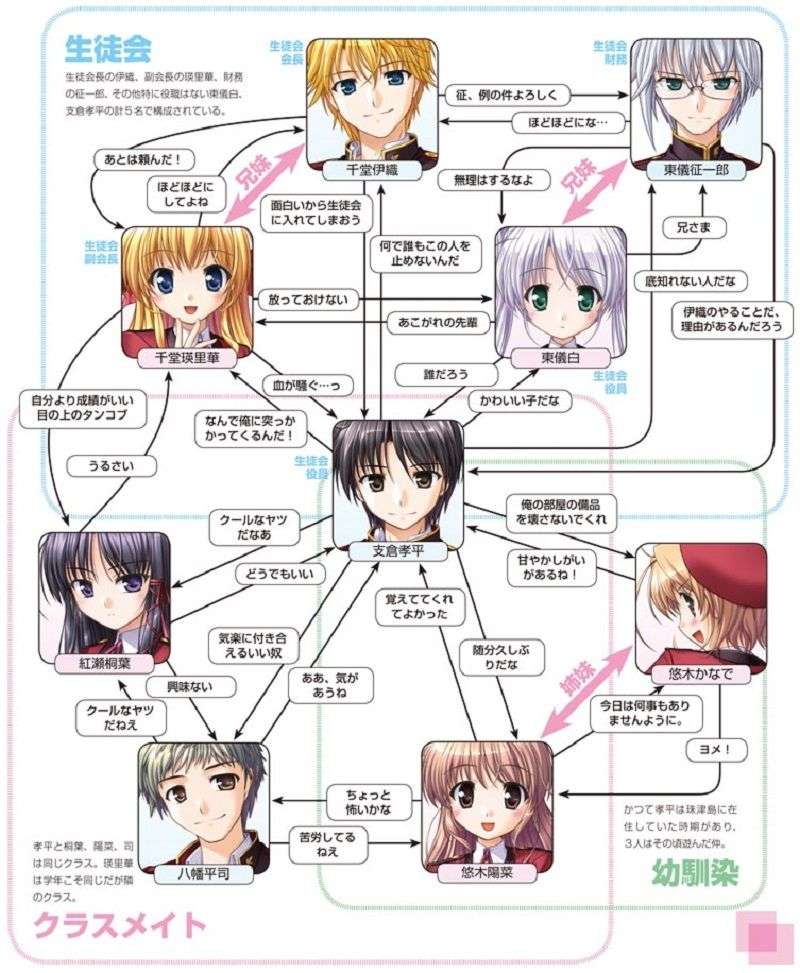 生徒会
生徒会長の伊織、副会長の瑛里華、財務
の征一郎、その他特に役職はない東儀白、
支倉孝平の計5名で構成されている。
生徒会
会長
千堂伊織
生徒会
財務
東儀征一郎
征、例の件よろしく
ほどほどにな…
あとは頼んだ!
ほどほどに
してよね
兄妹
面白いから生徒会
に入れてしまおう
何で誰もこの人を
止めないんだ
無理はするなよ
兄妹
兄さま
底知れない人だな
伊織のやることだ、
理由があるんだろう
生徒会
副会長
千堂瑛里華
放っておけない
あこがれの先輩
東儀白
生徒会
役員
誰だろう
かわいい子だな
血が騒ぐ…っ
なんで俺に突っか
かってくるんだ!
自分より成績がいい
目の上のタンコブ
うるさい
生徒会
役員
支倉孝平
クールなヤツ
だなあ
どうでもいい
俺の部屋の備品
を壊さないでくれ
甘やかしがい
があるね!
紅瀬桐葉
覚えててくれ
てよかった
随分久しぶ
りだな
悠木かなで
気楽に付き合
えるいい奴
ああ、気が
あうね
興味ない
クールなヤツ
だねえ
姉妹
今日は何事もあり
ませんように。
ヨメ!
八幡平司
ちょっと
怖いかな
苦労してる
ねえ
悠木陽菜
かつて孝平は珠津島に在
住していた時期があり、
3人はその頃遊んだ仲。
幼馴染
孝平と桐葉、陽菜、司
は同じクラス。瑛里華
は学年こそ同じだが隣
のクラス。
クラスメイト